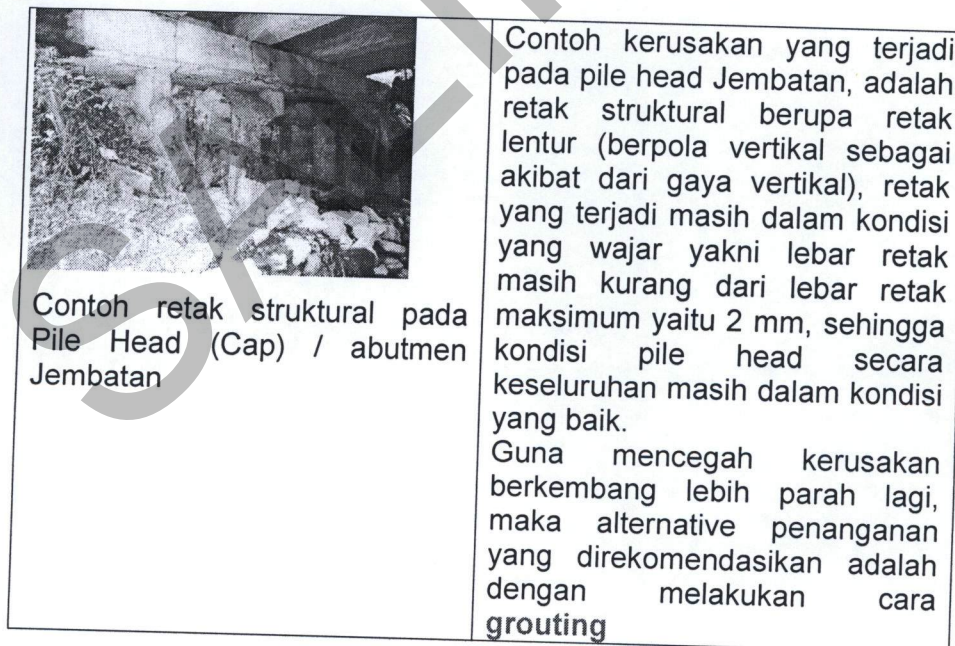 Contoh retak struktural pada
Pile Head (Cap) / abutmen
Jembatan
Contoh kerusakan yang terjadi
pada pile head Jembatan, adalah
retak struktural berupa retak
lentur (berpola vertikal sebagai
akibat dari gaya vertikal), retak
yang terjadi masih dalam kondisi
yang wajar yakni lebar retak
masih kurang dari lebar retak
maksimum yaitu 2 mm, sehingga
kondisi pile head secara
keseluruhan masih dalam kondisi
yang baik.
Guna mencegah kerusakan
berkembang lebih parah lagi,
maka alternative penanganan
yang direkomendasikan adalah
dengan melakukan cara
grouting